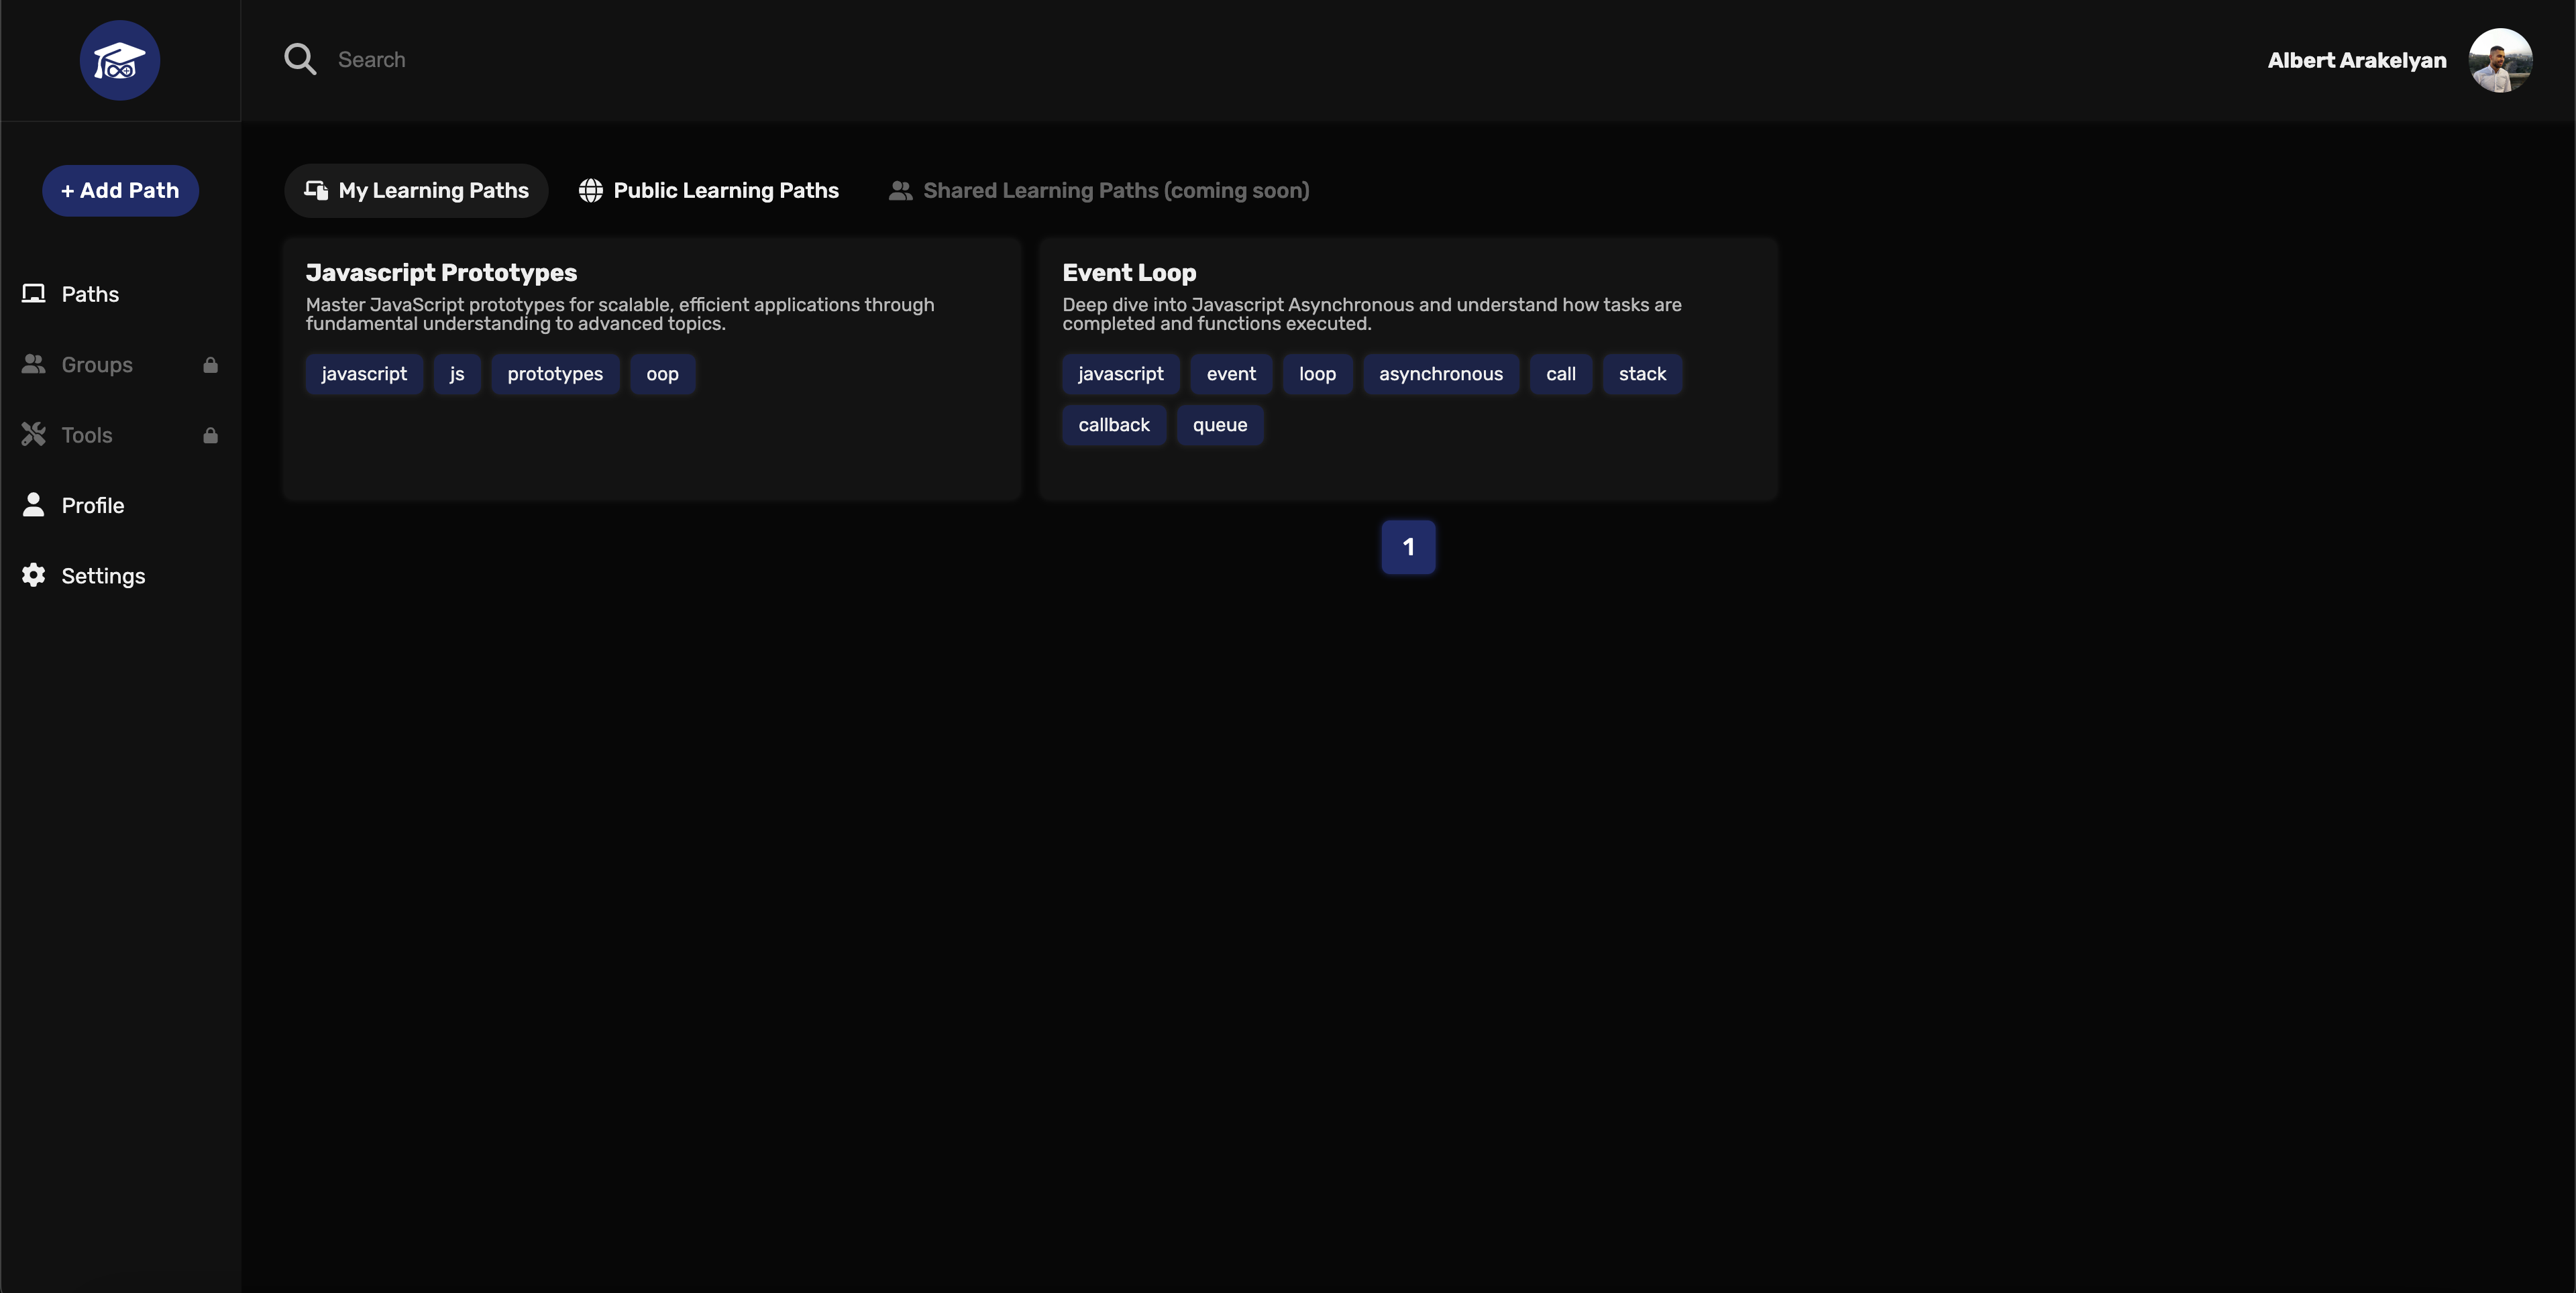 Search
Albert Arakelyan
+ Add Path
My Learning Paths
Public Learning Paths
Shared Learning Paths (coming soon)
Paths
Groups
Tools
Profile
Settings
Javascript Prototypes
Master JavaScript prototypes for scalable, efficient applications through
fundamental understanding to advanced topics.
javascript js prototypes oop
Event Loop
Deep dive into Javascript Asynchronous and understand how tasks are
completed and functions executed.
javascript event loop asynchronous call stack
callback queue
1